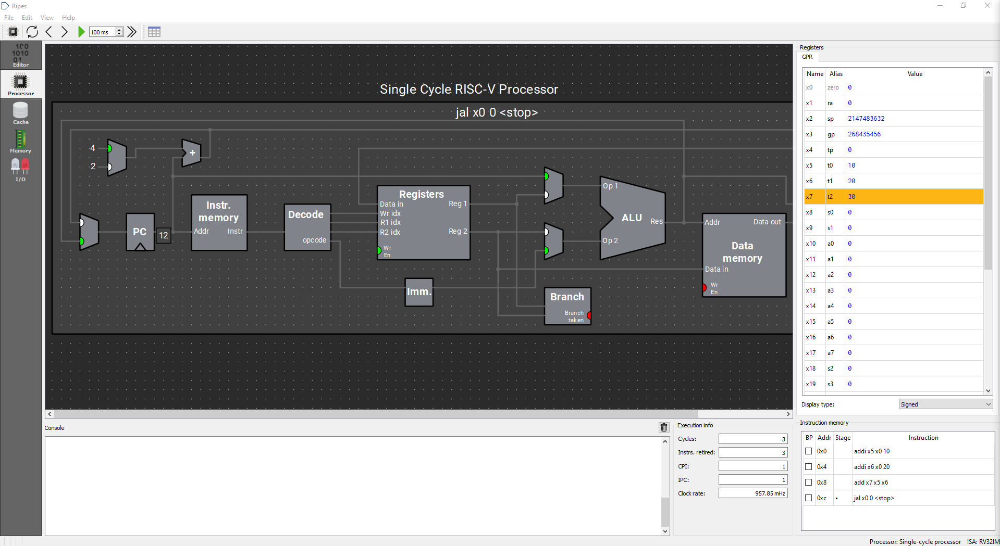 Ripes
File Edit View Help
100 ms
Editor
Processor
Cache
Memory
I/O
Single Cycle RISC-V Processor
jal x0 0 <stop>
4
2
+
PC
12
Instr. memory
Addr
Instr
Decode
opcode
Registers
Data in
Wr idx
R1 idx
R2 idx
Wr En
Reg 1
Reg 2
Imm.
Branch
Branch taken
Op 1
Op 2
ALU
Res
Addr
Data out
Data memory
Data in
Wr En
Registers
GPR
Name Alias Value
x0 zero 0
x1 ra 0
x2 sp 2147483632
x3 gp 268435456
x4 tp 0
x5 t0 10
x6 t1 20
x7 t2 30
x8 s0 0
x9 s1 0
x10 a0 0
x11 a1 0
x12 a2 0
x13 a3 0
x14 a4 0
x15 a5 0
x16 a6 0
x17 a7 0
x18 s2 0
x19 s3 0
Display type: Signed
Console
Execution info
Cycles: 3
Instrs. retired: 3
CPI: 1
IPC: 1
Clock rate: 957.85 mHz
Instruction memory
BP Addr Stage Instruction
0x0 addi x5 x0 10
0x4 addi x6 x0 20
0x8 add x7 x5 x6
0xc • jal x0 0 <stop>
Processor: Single-cycle processor ISA: RV32IM